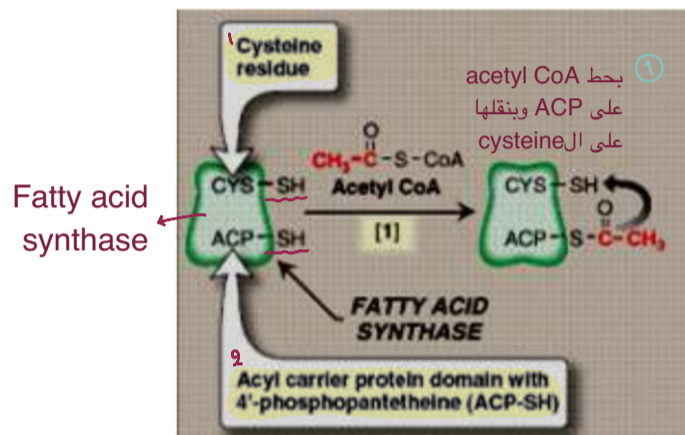 1 Cysteine
residue
① بحط acetyl CoA
على ACP وبنقلها
على الcysteine
O
CH₃-C-S-CoA
Acetyl CoA
[1]
CYS-SH
ACP-SH
Fatty acid
synthase
CYS-SH
O
ACP-S-C-CH₃
FATTY ACID
SYNTHASE
2 Acyl carrier protein domain with
4'-phosphopantetheine (ACP-SH)